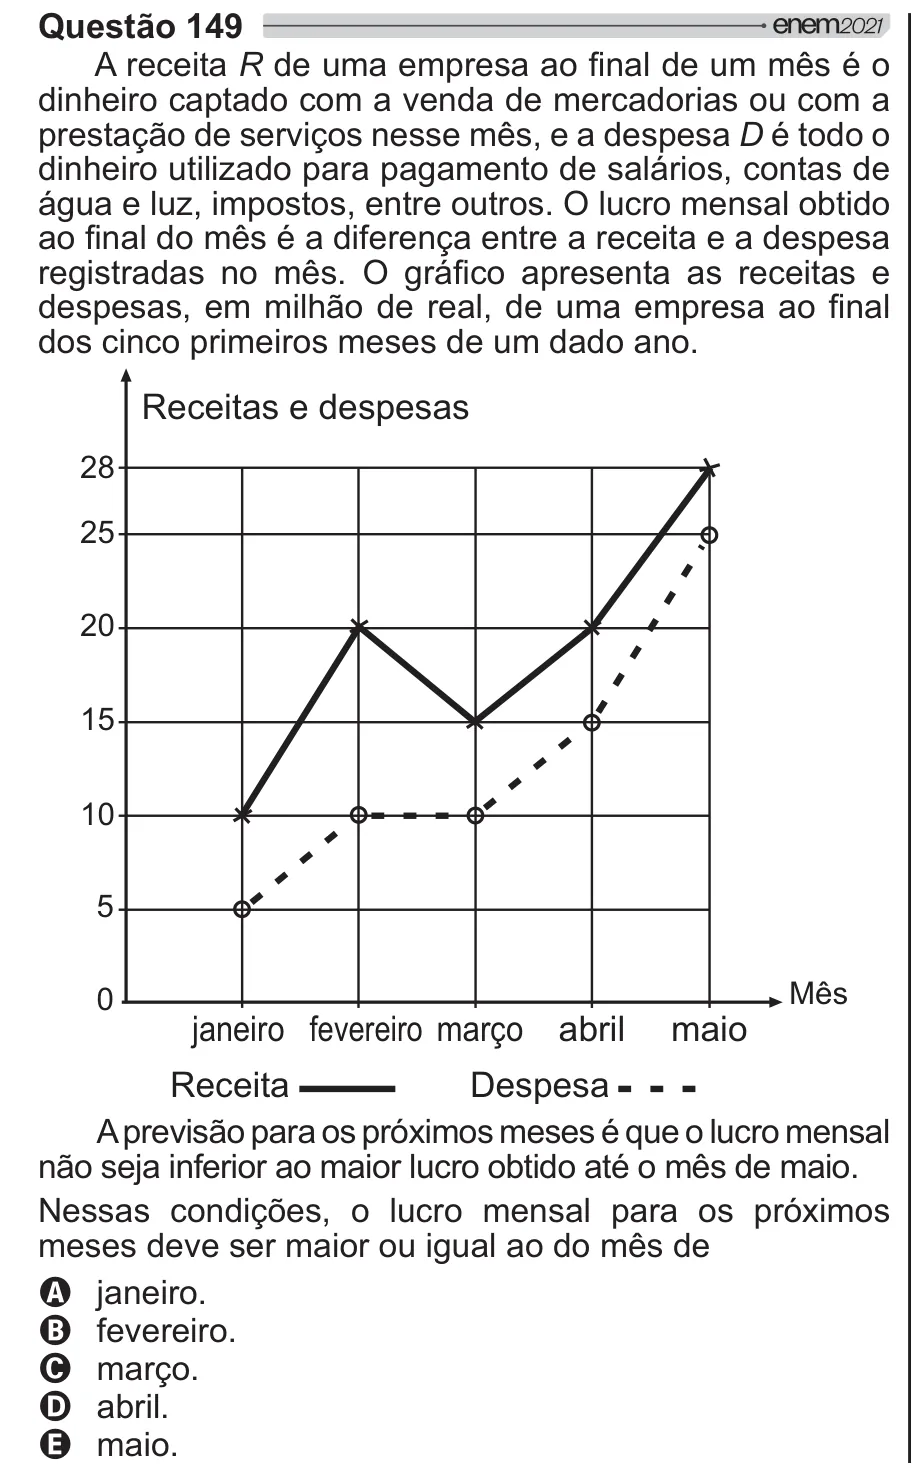 Questão 149 enem2021
A receita R de uma empresa ao final de um mês é o
dinheiro captado com a venda de mercadorias ou com a
prestação de serviços nesse mês, e a despesa D é todo o
dinheiro utilizado para pagamento de salários, contas de
água e luz, impostos, entre outros. O lucro mensal obtido
ao final do mês é a diferença entre a receita e a despesa
registradas no mês. O gráfico apresenta as receitas e
despesas, em milhão de real, de uma empresa ao final
dos cinco primeiros meses de um dado ano.
Receitas e despesas
28
25
20
15
10
5
0
Mês
janeiro fevereiro março abril maio
Receita Despesa
A previsão para os próximos meses é que o lucro mensal
não seja inferior ao maior lucro obtido até o mês de maio.
Nessas condições, o lucro mensal para os próximos
meses deve ser maior ou igual ao do mês de
A janeiro.
B fevereiro.
C março.
D abril.
E maio.